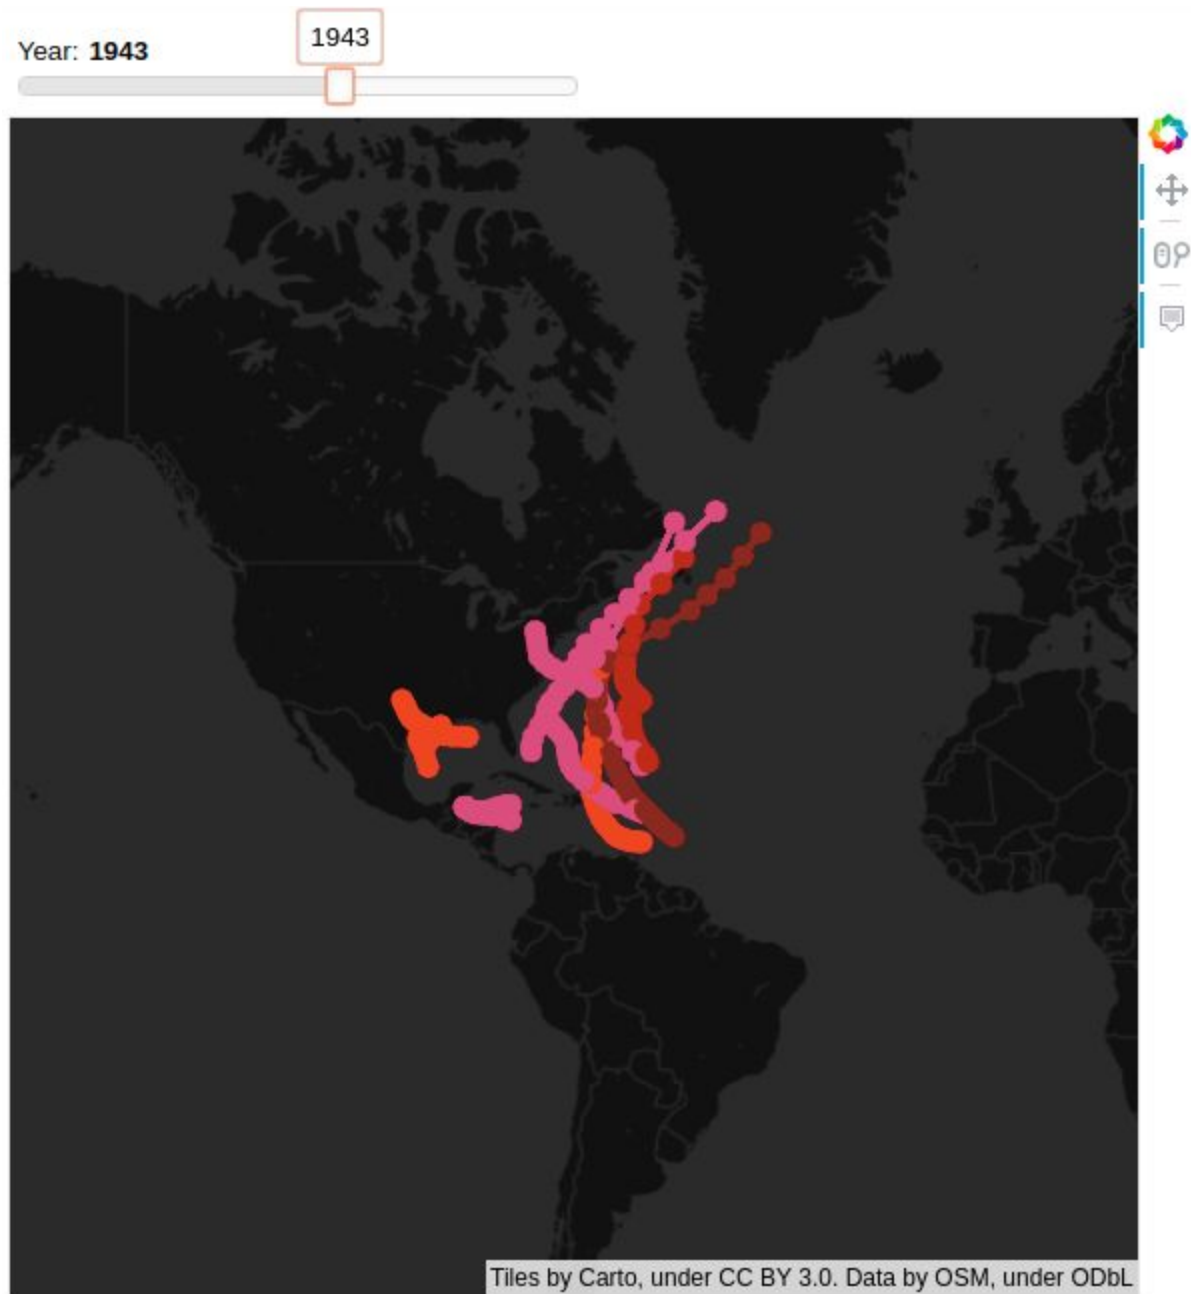 1943
Year: 1943
Tiles by Carto, under CC BY 3.0. Data by OSM, under ODbL